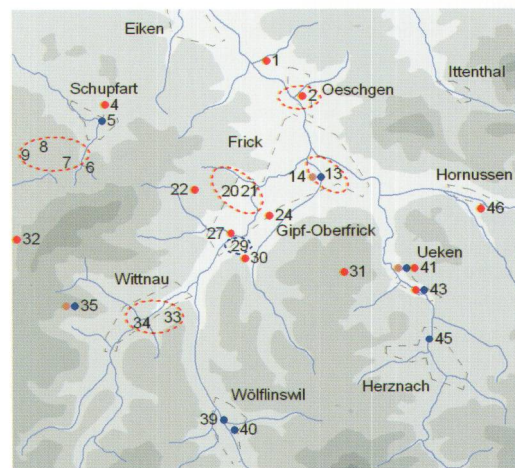 Eiken
1
Ittenthal
Schupfart
4
5
2
Oeschgen
Frick
8
9
7
6
14
13
22
20
21
Hornussen
46
24
27
Gipf-Oberfrick
29
30
32
Ueken
41
31
43
Wittnau
35
34
33
45
Wölflinswil
Herznach
39
40